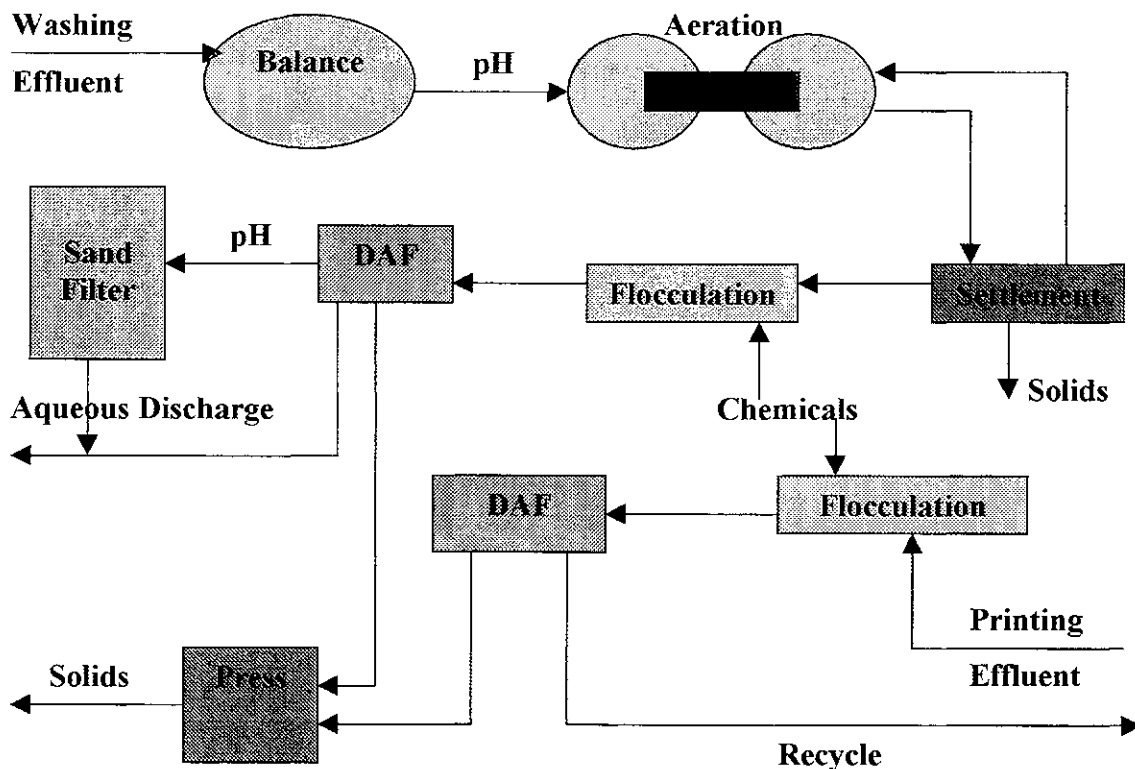 Washing
Effluent
Balance
pH
Aeration
Sand
Filter
pH
DAF
Flocculation
Settlement
Solids
Aqueous Discharge
Chemicals
DAF
Flocculation
Printing
Effluent
Solids
Press
Recycle